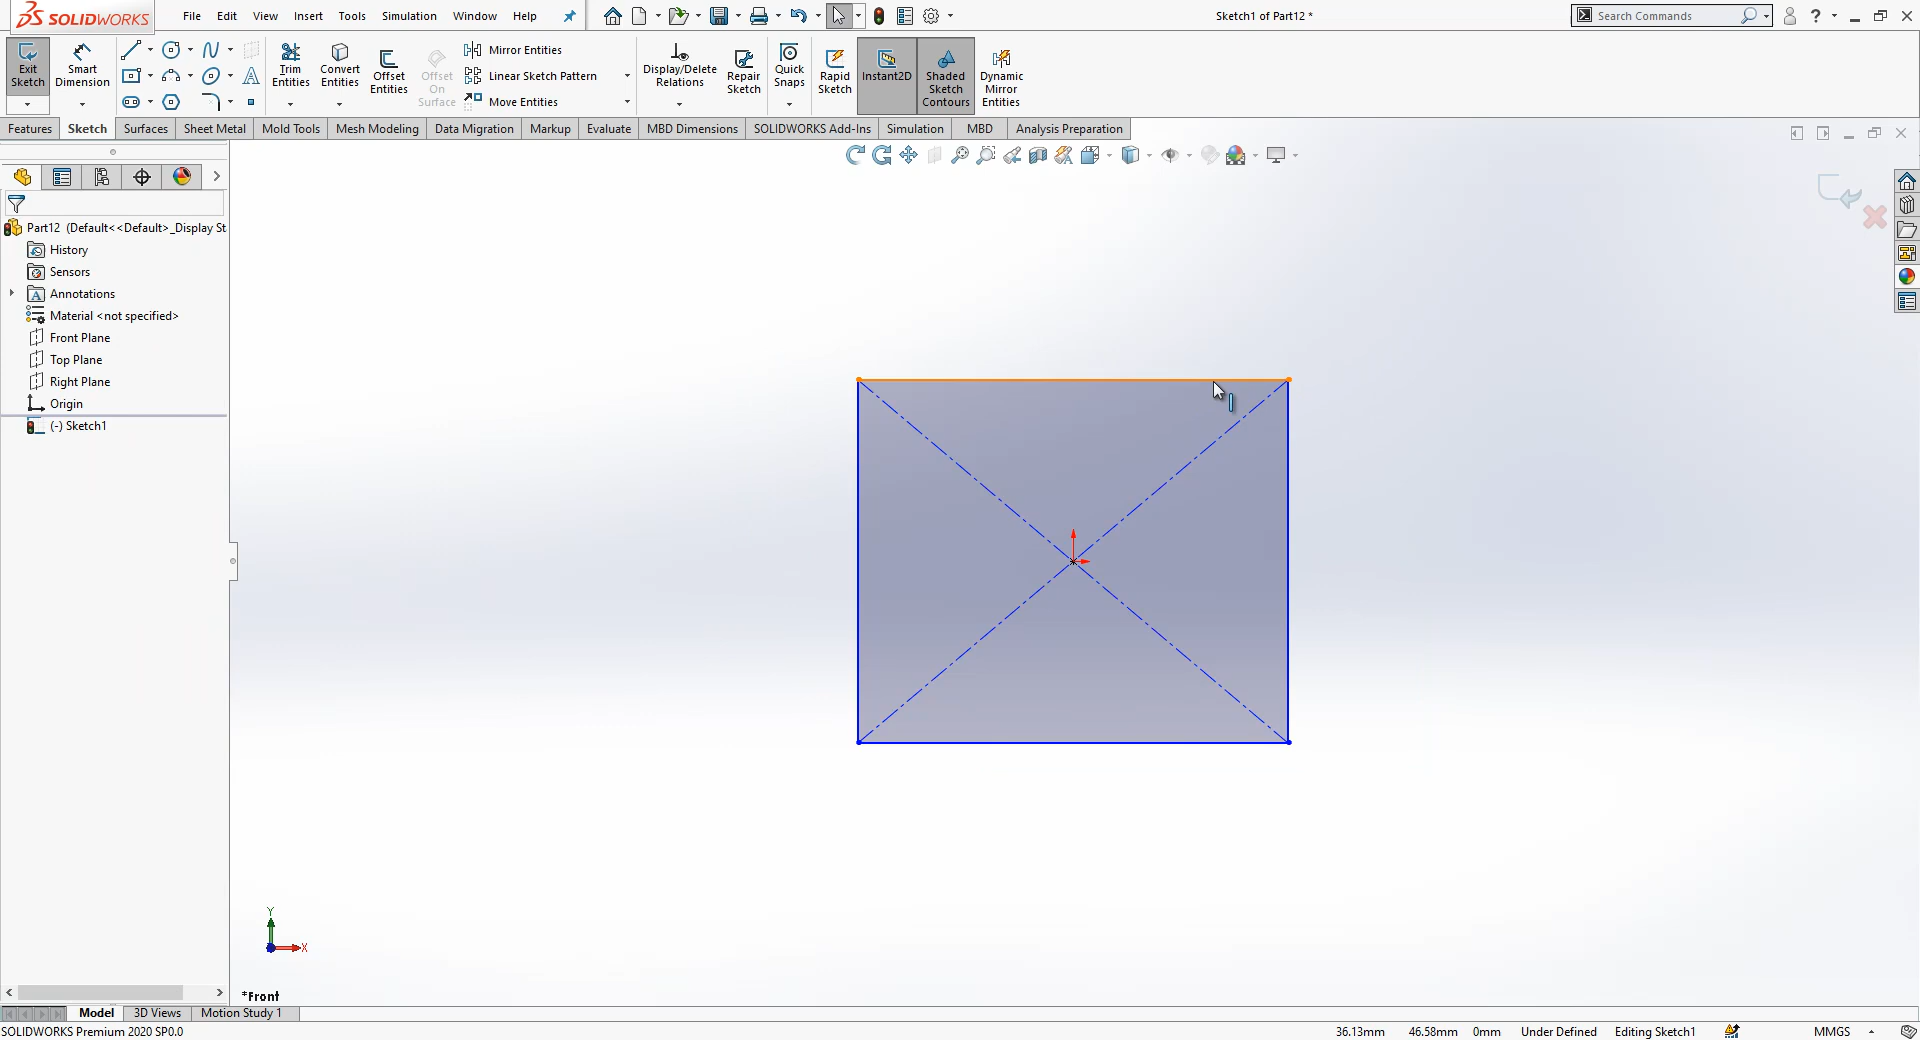 SOLIDWORKS File Edit View Insert Tools Simulation Window Help Sketch1 of Part12 * Search Commands ?
Exit Sketch
Smart Dimension
Trim Entities
Convert Entities
Offset Entities
Offset On Surface
Mirror Entities
Linear Sketch Pattern
Move Entities
Display/Delete Relations
Repair Sketch
Quick Snaps
Rapid Sketch
Instant2D
Shaded Sketch Contours
Dynamic Mirror Entities
Features Sketch Surfaces Sheet Metal Mold Tools Mesh Modeling Data Migration Markup Evaluate MBD Dimensions SOLIDWORKS Add-Ins Simulation MBD Analysis Preparation
Part12 (Default<<Default>_Display St
History
Sensors
Annotations
Material <not specified>
Front Plane
Top Plane
Right Plane
Origin
(-) Sketch1
Y
X
*Front
Model 3D Views Motion Study 1
SOLIDWORKS Premium 2020 SP0.0 36.13mm 46.58mm 0mm Under Defined Editing Sketch1 MMGS